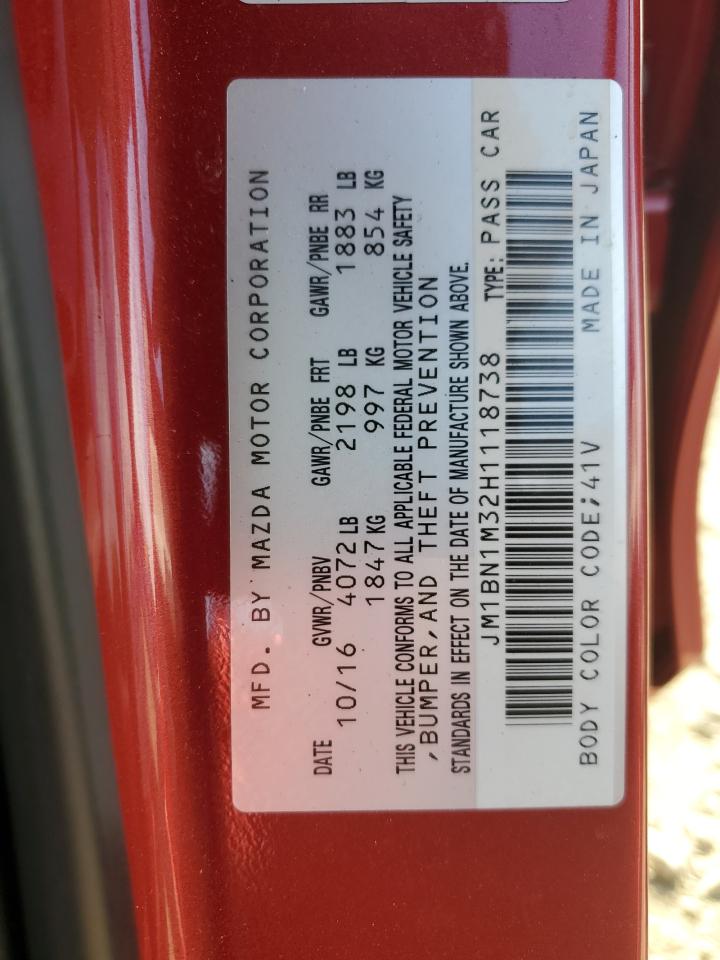 MFD. BY MAZDA MOTOR CORPORATION
DATE GVWR/PNBV GAWR/PNBE FRT GAWR/PNBE RR
10/16 4072 LB 2198 LB 1883 LB
1847 KG 997 KG 854 KG
THIS VEHICLE CONFORMS TO ALL APPLICABLE FEDERAL MOTOR VEHICLE SAFETY
,BUMPER,AND THEFT PREVENTION
STANDARDS IN EFFECT ON THE DATE OF MANUFACTURE SHOWN ABOVE.
JM1BN1M32H1118738 TYPE: PASS CAR
BODY COLOR CODE;41V MADE IN JAPAN